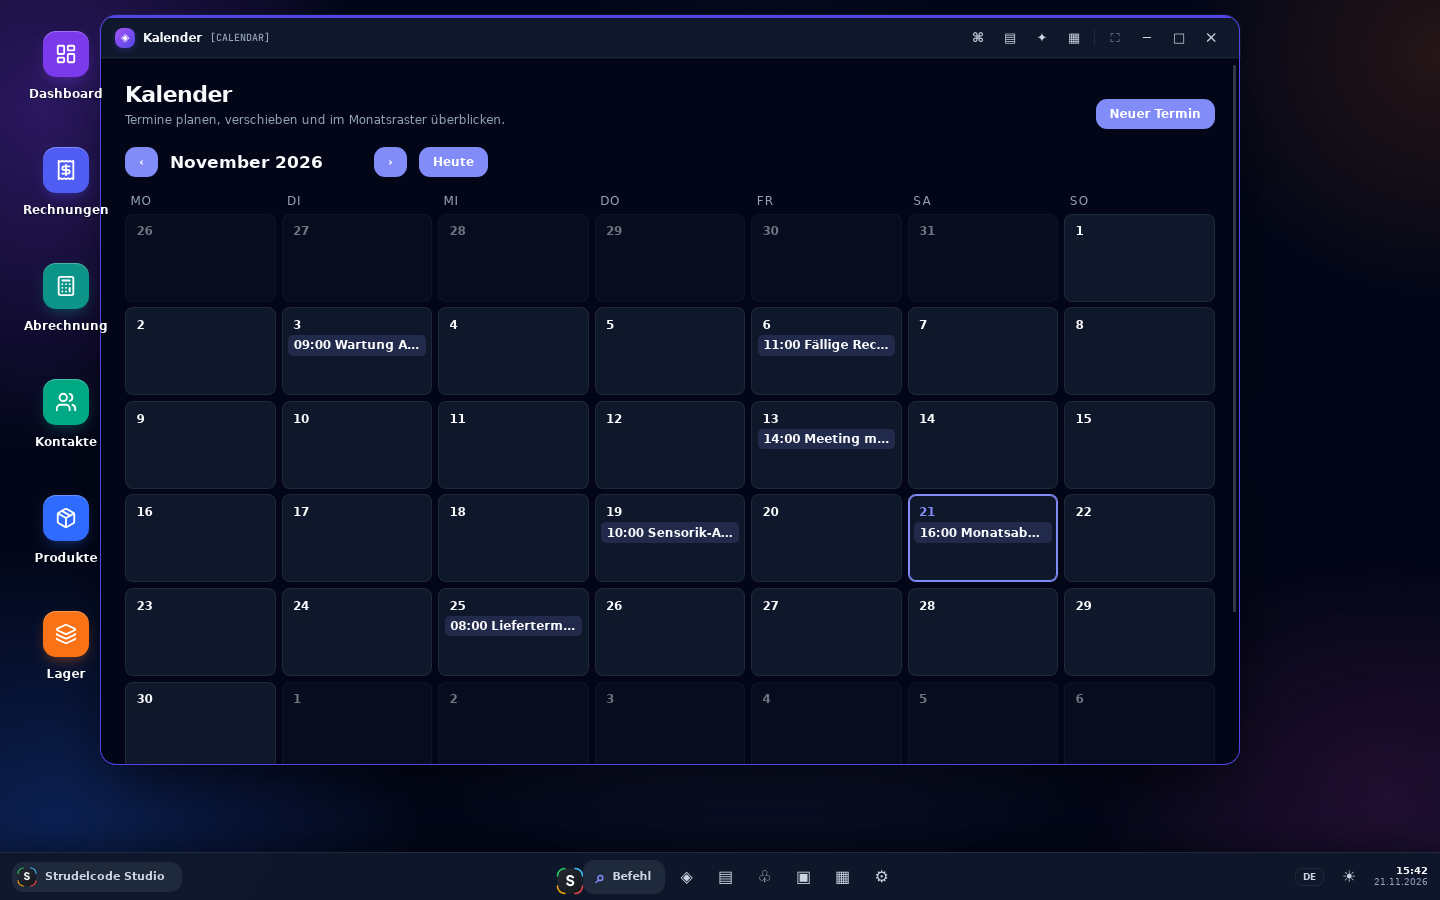 Kalender [CALENDAR]
Dashboard
Rechnungen
Abrechnung
Kontakte
Produkte
Lager
Kalender
Termine planen, verschieben und im Monatsraster überblicken.
Neuer Termin
‹ November 2026 › Heute
MO DI MI DO FR SA SO
26 27 28 29 30 31 1
2 3 4 5 6 7 8
09:00 Wartung A... 11:00 Fällige Rec...
9 10 11 12 13 14 15
14:00 Meeting m...
16 17 18 19 20 21 22
10:00 Sensorik-A... 16:00 Monatsab...
23 24 25 26 27 28 29
08:00 Lieferterm...
30 1 2 3 4 5 6
S Strudelcode Studio
S Befehl
DE
15:42
21.11.2026